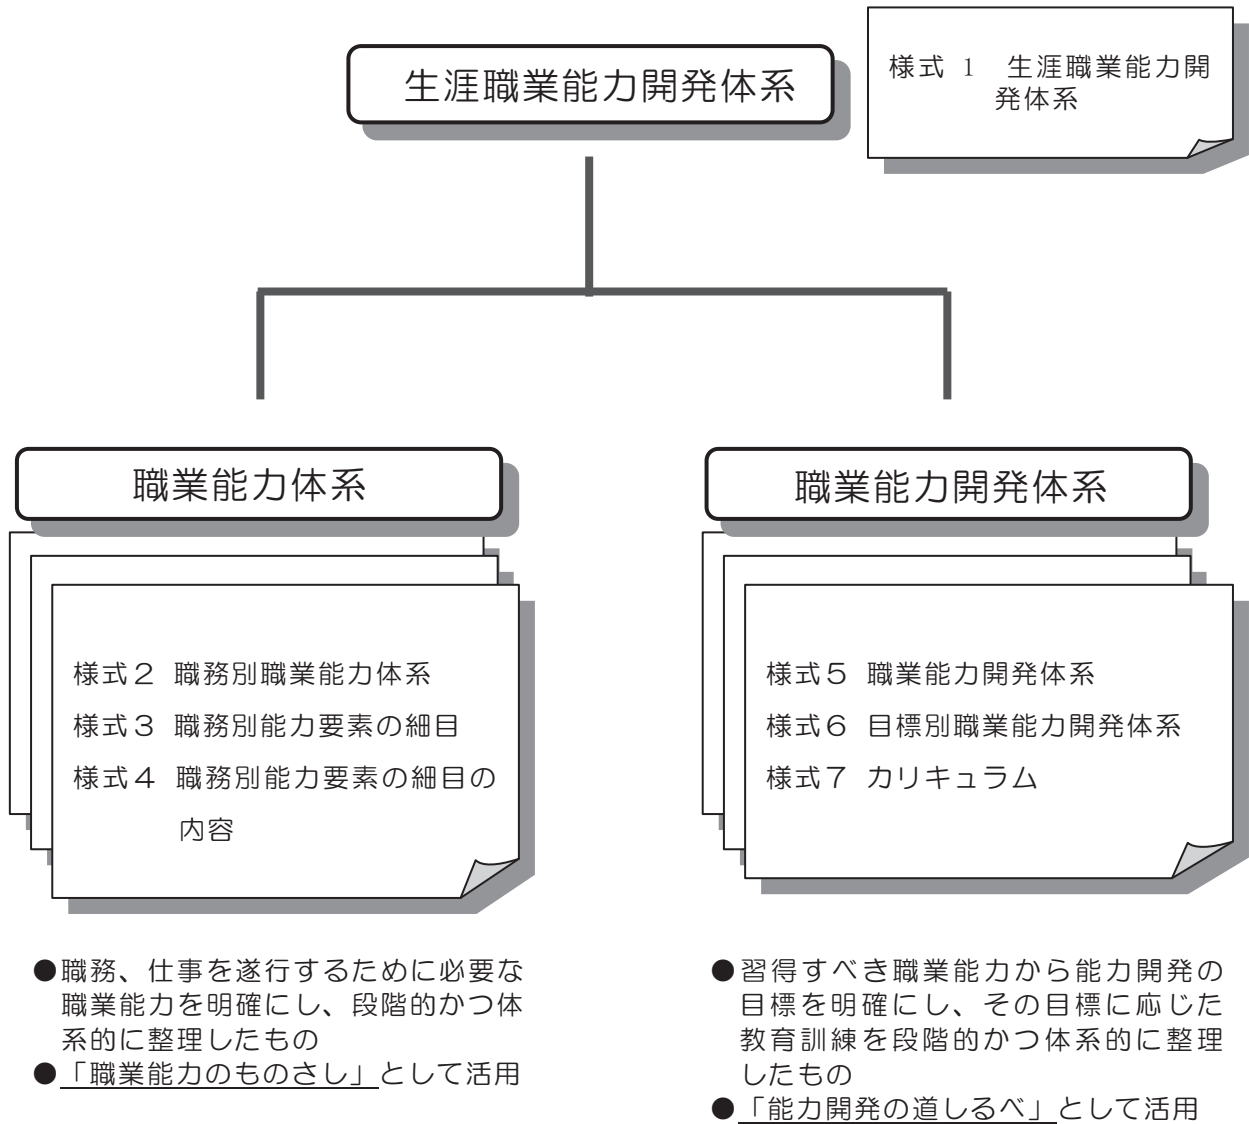 生涯職業能力開発体系
様式 1　生涯職業能力開
発体系
職業能力体系
様式2 職務別職業能力体系
様式3 職務別能力要素の細目
様式4 職務別能力要素の細目の
内容
●職務、仕事を遂行するために必要な
職業能力を明確にし、段階的かつ体
系的に整理したもの
●「職業能力のものさし」として活用
職業能力開発体系
様式5 職業能力開発体系
様式6 目標別職業能力開発体系
様式7 カリキュラム
●習得すべき職業能力から能力開発の
目標を明確にし、その目標に応じた
教育訓練を段階的かつ体系的に整理
したもの
●「能力開発の道しるべ」として活用